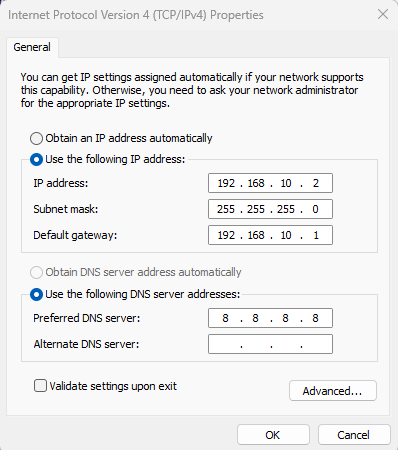 Internet Protocol Version 4 (TCP/IPv4) Properties
General
You can get IP settings assigned automatically if your network supports
this capability. Otherwise, you need to ask your network administrator
for the appropriate IP settings.
Obtain an IP address automatically
Use the following IP address:
IP address: 192 . 168 . 10 . 2
Subnet mask: 255 . 255 . 255 . 0
Default gateway: 192 . 168 . 10 . 1
Obtain DNS server address automatically
Use the following DNS server addresses:
Preferred DNS server: 8 . 8 . 8 . 8
Alternate DNS server: . . .
Validate settings upon exit
Advanced...
OK Cancel